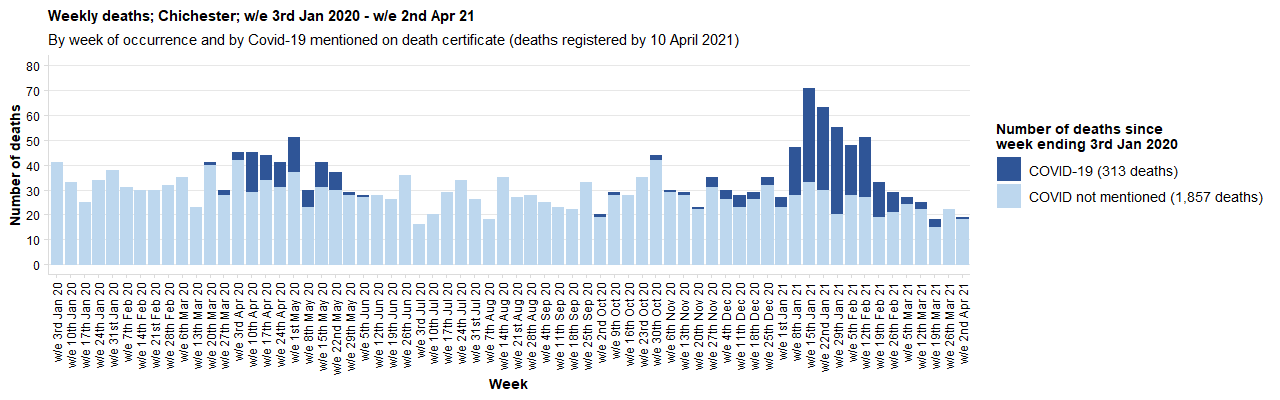 Weekly deaths; Chichester; w/e 3rd Jan 2020 - w/e 2nd Apr 21
By week of occurrence and by Covid-19 mentioned on death certificate (deaths registered by 10 April 2021)
Number of deaths
80
70
60
50
40
30
20
10
0
w/e 3rd Jan 20
w/e 10th Jan 20
w/e 17th Jan 20
w/e 24th Jan 20
w/e 31st Jan 20
w/e 7th Feb 20
w/e 14th Feb 20
w/e 21st Feb 20
w/e 28th Feb 20
w/e 6th Mar 20
w/e 13th Mar 20
w/e 20th Mar 20
w/e 27th Mar 20
w/e 3rd Apr 20
w/e 10th Apr 20
w/e 17th Apr 20
w/e 24th Apr 20
w/e 1st May 20
w/e 8th May 20
w/e 15th May 20
w/e 22nd May 20
w/e 29th May 20
w/e 5th Jun 20
w/e 12th Jun 20
w/e 19th Jun 20
w/e 26th Jun 20
w/e 3rd Jul 20
w/e 10th Jul 20
w/e 17th Jul 20
w/e 24th Jul 20
w/e 31st Jul 20
w/e 7th Aug 20
w/e 14th Aug 20
w/e 21st Aug 20
w/e 28th Aug 20
w/e 4th Sep 20
w/e 11th Sep 20
w/e 18th Sep 20
w/e 25th Sep 20
w/e 2nd Oct 20
w/e 9th Oct 20
w/e 16th Oct 20
w/e 23rd Oct 20
w/e 30th Oct 20
w/e 6th Nov 20
w/e 13th Nov 20
w/e 20th Nov 20
w/e 27th Nov 20
w/e 4th Dec 20
w/e 11th Dec 20
w/e 18th Dec 20
w/e 25th Dec 20
w/e 1st Jan 21
w/e 8th Jan 21
w/e 15th Jan 21
w/e 22nd Jan 21
w/e 29th Jan 21
w/e 5th Feb 21
w/e 12th Feb 21
w/e 19th Feb 21
w/e 26th Feb 21
w/e 5th Mar 21
w/e 12th Mar 21
w/e 19th Mar 21
w/e 26th Mar 21
w/e 2nd Apr 21
Week
Number of deaths since
week ending 3rd Jan 2020
COVID-19 (313 deaths)
COVID not mentioned (1,857 deaths)